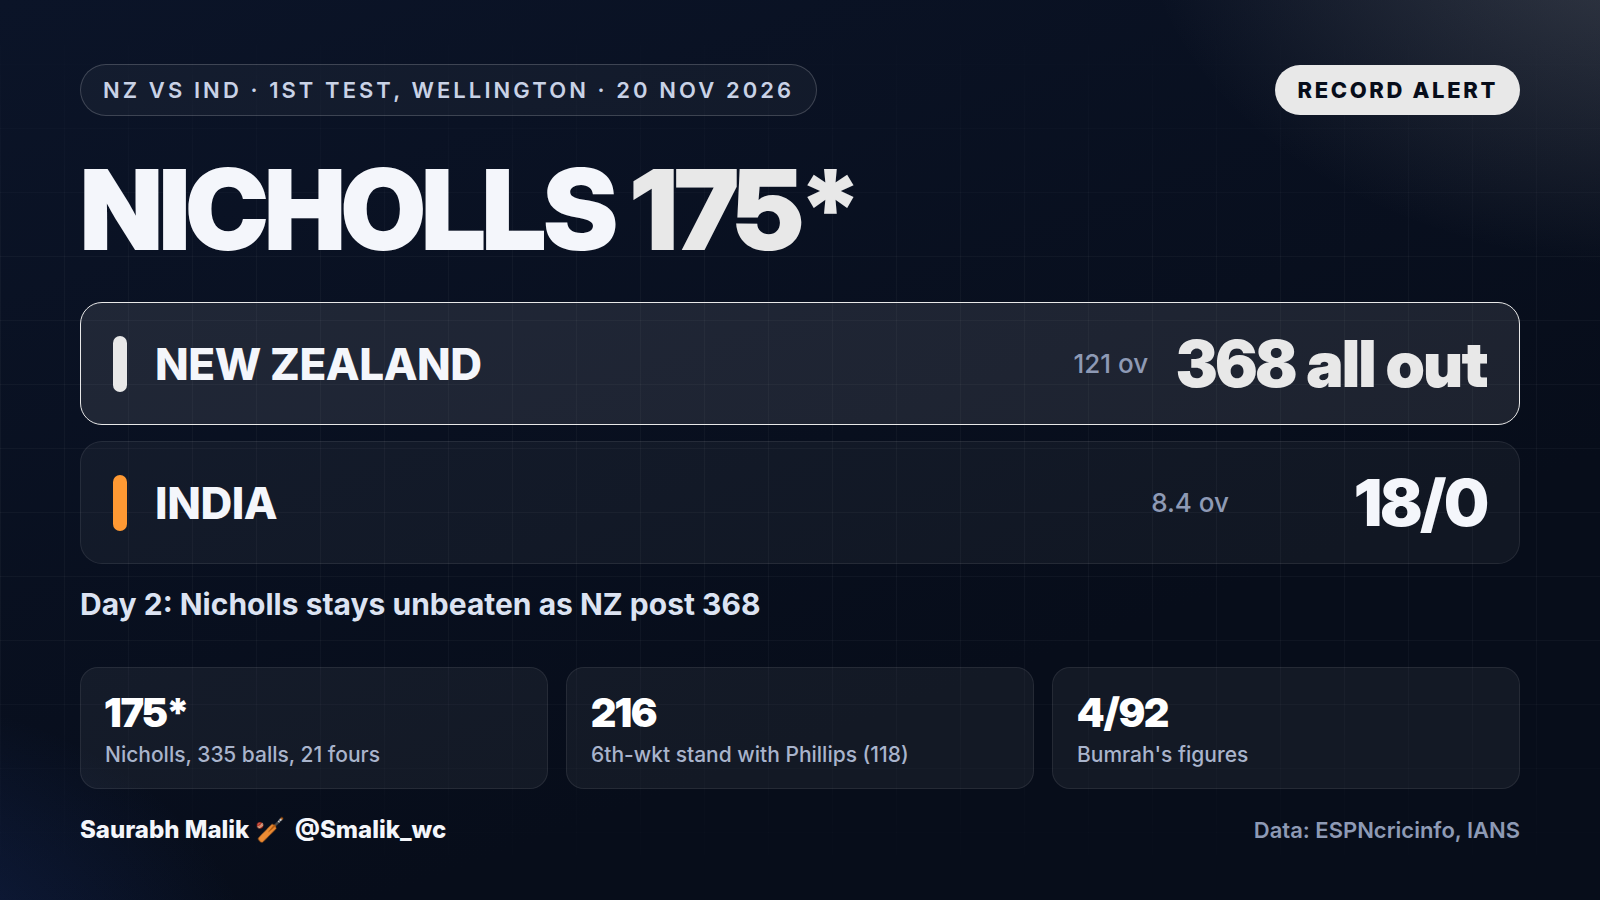 NZ VS IND · 1ST TEST, WELLINGTON · 20 NOV 2026
RECORD ALERT
NICHOLLS 175*
NEW ZEALAND 121 ov 368 all out
INDIA 8.4 ov 18/0
Day 2: Nicholls stays unbeaten as NZ post 368
175*
Nicholls, 335 balls, 21 fours
216
6th-wkt stand with Phillips (118)
4/92
Bumrah's figures
Saurabh Malik 🏏 @Smalik_wc
Data: ESPNcricinfo, IANS